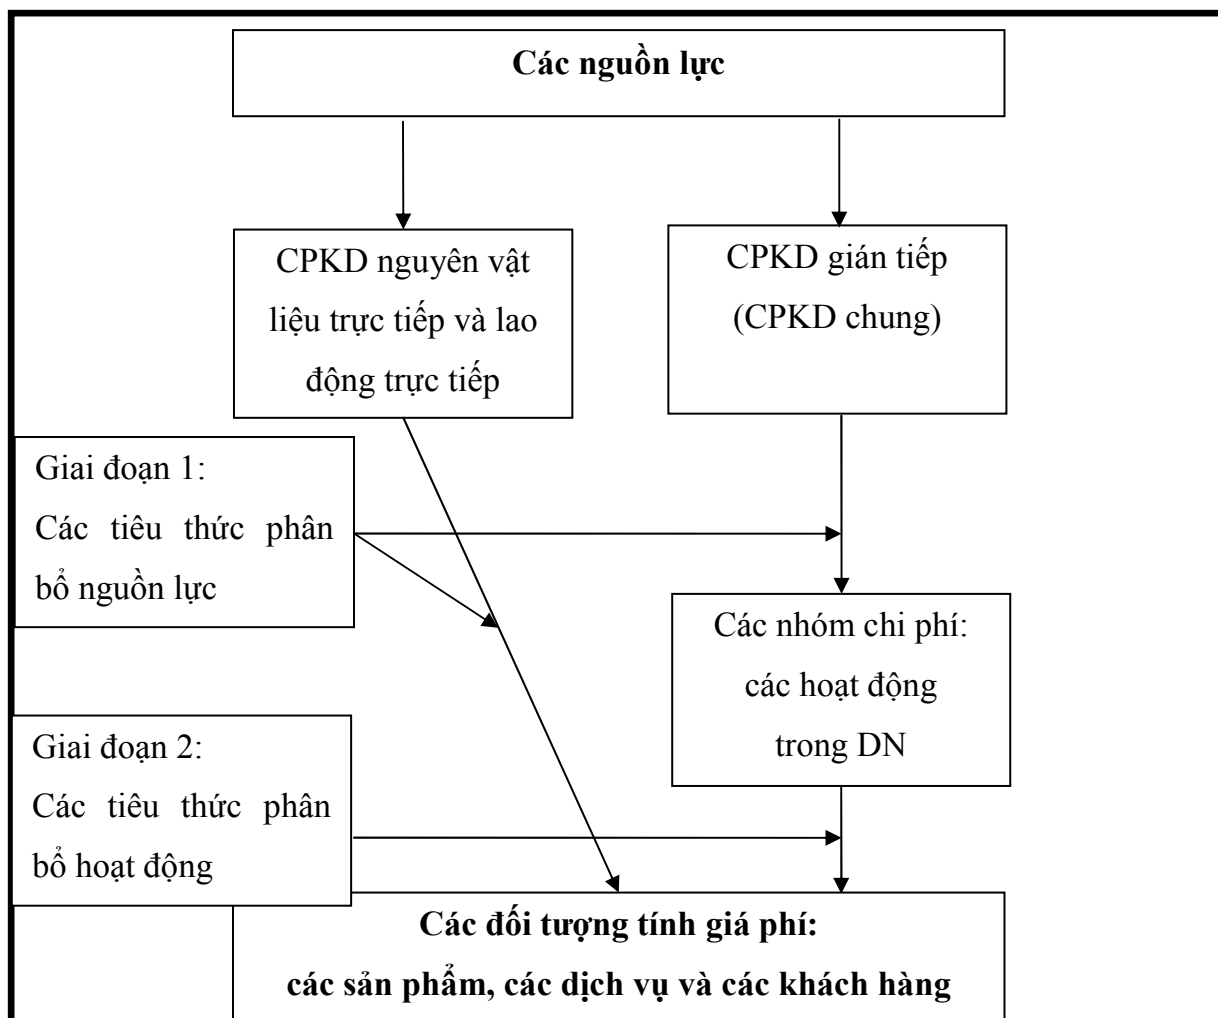 Các nguồn lực
CPKD nguyên vật
liệu trực tiếp và lao
động trực tiếp
CPKD gián tiếp
(CPKD chung)
Giai đoạn 1:
Các tiêu thức phân
bổ nguồn lực
Các nhóm chi phí:
các hoạt động
trong DN
Giai đoạn 2:
Các tiêu thức phân
bổ hoạt động
Các đối tượng tính giá phí:
các sản phẩm, các dịch vụ và các khách hàng